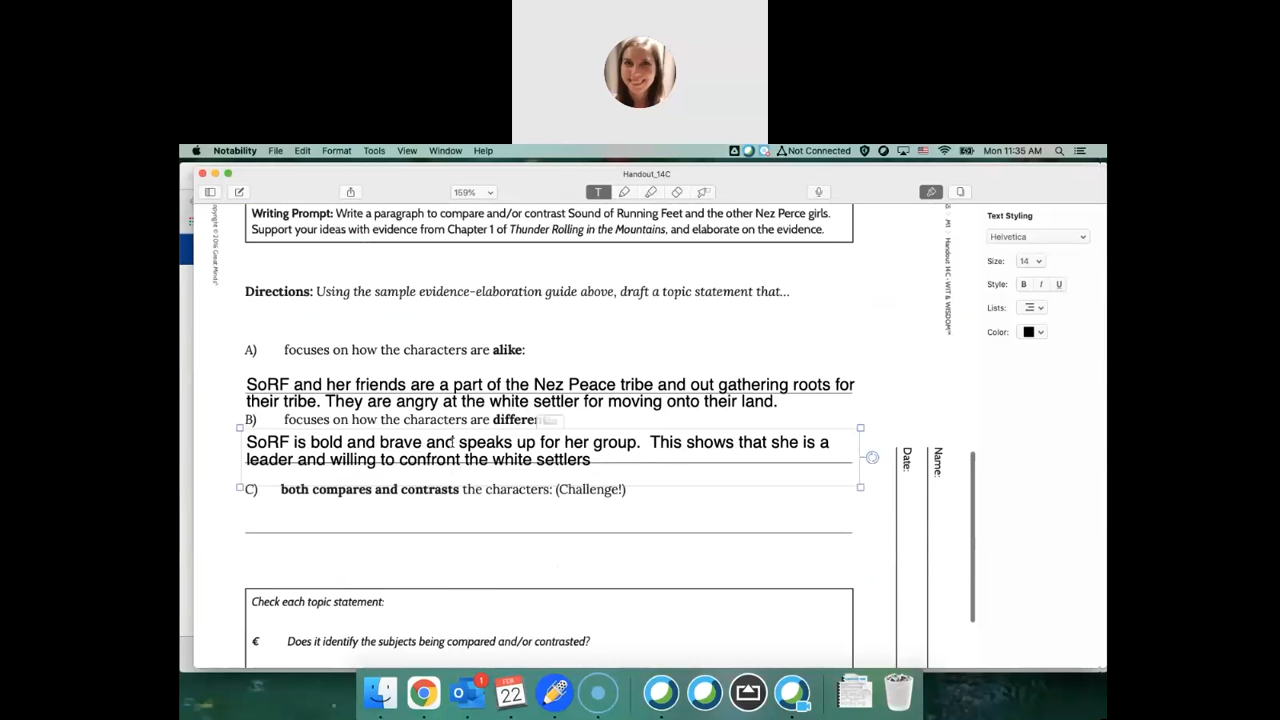 Notability File Edit Format Tools View Window Help Not Connected Mon 11:35 AM
Handout_14C
159%
T
Writing Prompt: Write a paragraph to compare and/or contrast Sound of Running Feet and the other Nez Perce girls.
Support your ideas with evidence from Chapter 1 of Thunder Rolling in the Mountains, and elaborate on the evidence.
Directions: Using the sample evidence-elaboration guide above, draft a topic statement that...
A) focuses on how the characters are alike:
SoRF and her friends are a part of the Nez Peace tribe and out gathering roots for
their tribe. They are angry at the white settler for moving onto their land.
B) focuses on how the characters are differen
SoRF is bold and brave and speaks up for her group. This shows that she is a
leader and willing to confront the white settlers
C) both compares and contrasts the characters: (Challenge!)
Check each topic statement:
€ Does it identify the subjects being compared and/or contrasted?
Handout 14C • WIT & WISDOM™
Name:
Date:
Text Styling
Helvetica
Size: 14
Style: B I U
Lists:
Color:
1
FEB
22